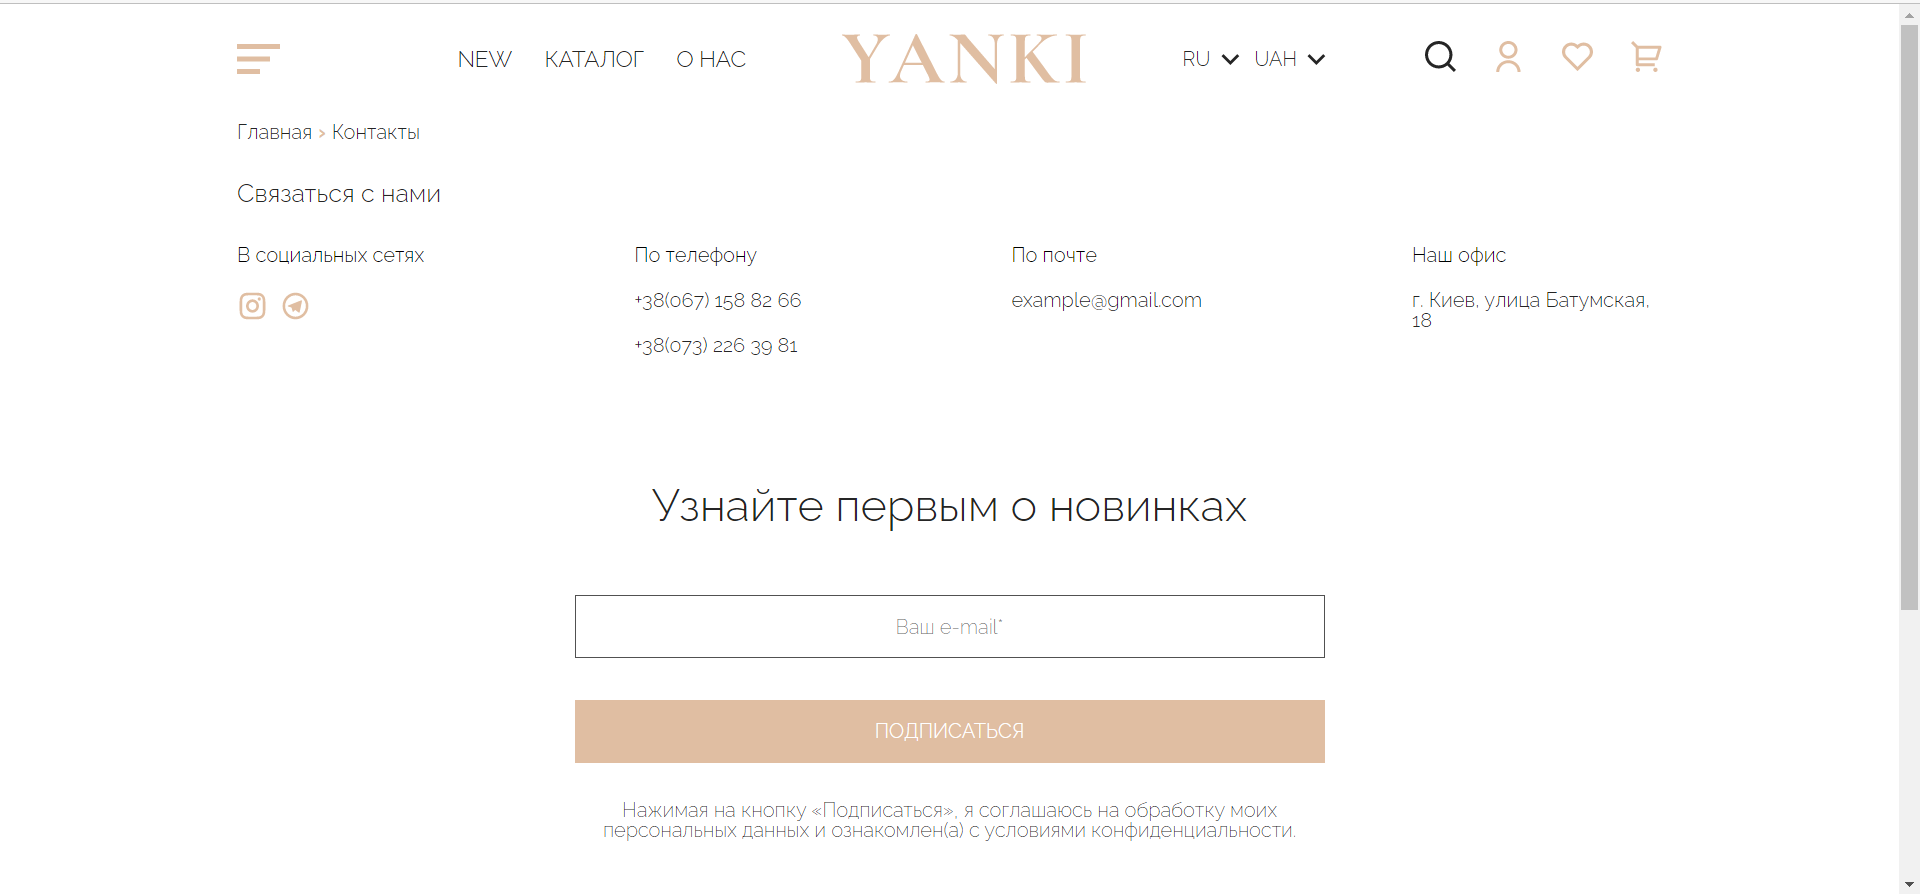 NEW КАТАЛОГ О НАС YANKI RU UAH
Главная > Контакты
Связаться с нами
В социальных сетях
По телефону
+38(067) 158 82 66
+38(073) 226 39 81
По почте
example@gmail.com
Наш офис
г. Киев, улица Батумская,
18
Узнайте первым о новинках
Ваш e-mail*
ПОДПИСАТЬСЯ
Нажимая на кнопку «Подписаться», я соглашаюсь на обработку моих
персональных данных и ознакомлен(а) с условиями конфиденциальности.